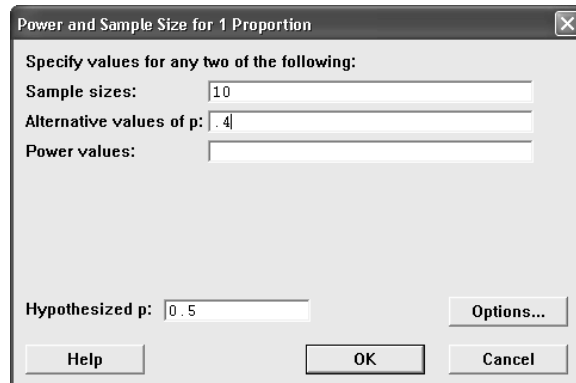 Power and Sample Size for 1 Proportion
Specify values for any two of the following:
Sample sizes: 10
Alternative values of p: .4
Power values:
Hypothesized p: 0.5
Options...
Help OK Cancel